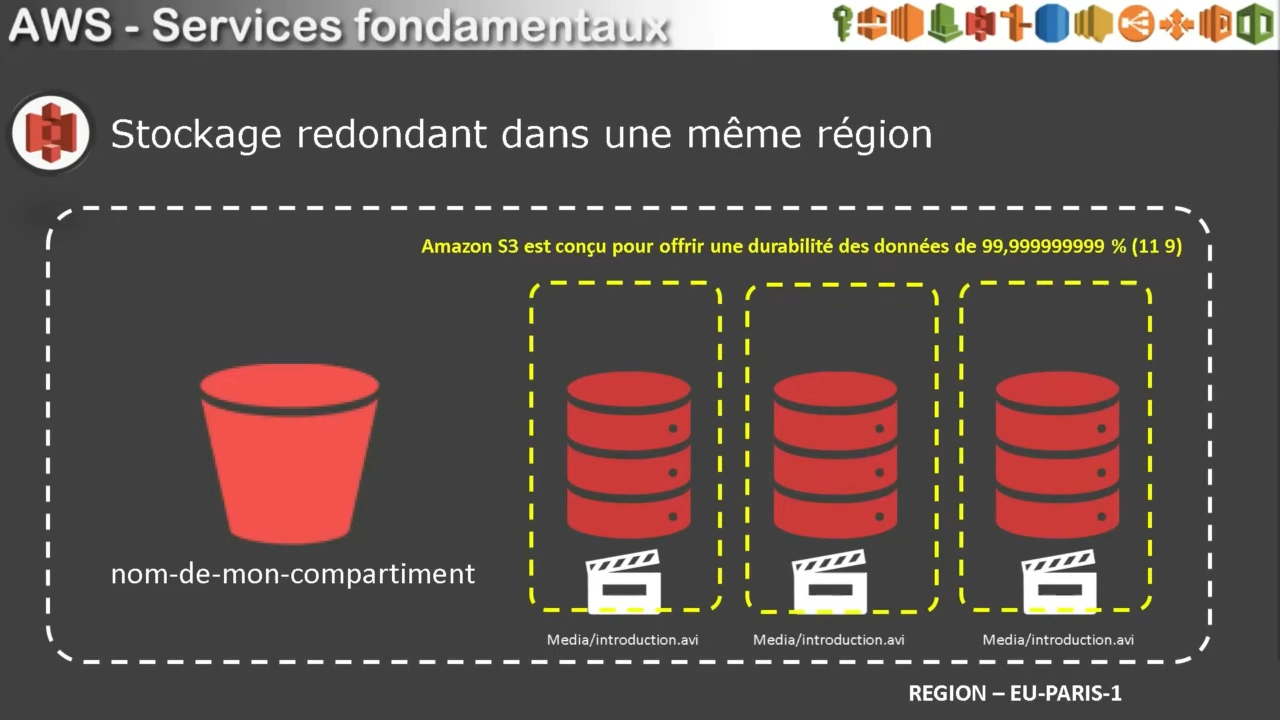 AWS - Services fondamentaux
Stockage redondant dans une même région
Amazon S3 est conçu pour offrir une durabilité des données de 99,999999999 % (11 9)
nom-de-mon-compartiment
Media/introduction.avi
Media/introduction.avi
Media/introduction.avi
REGION – EU-PARIS-1